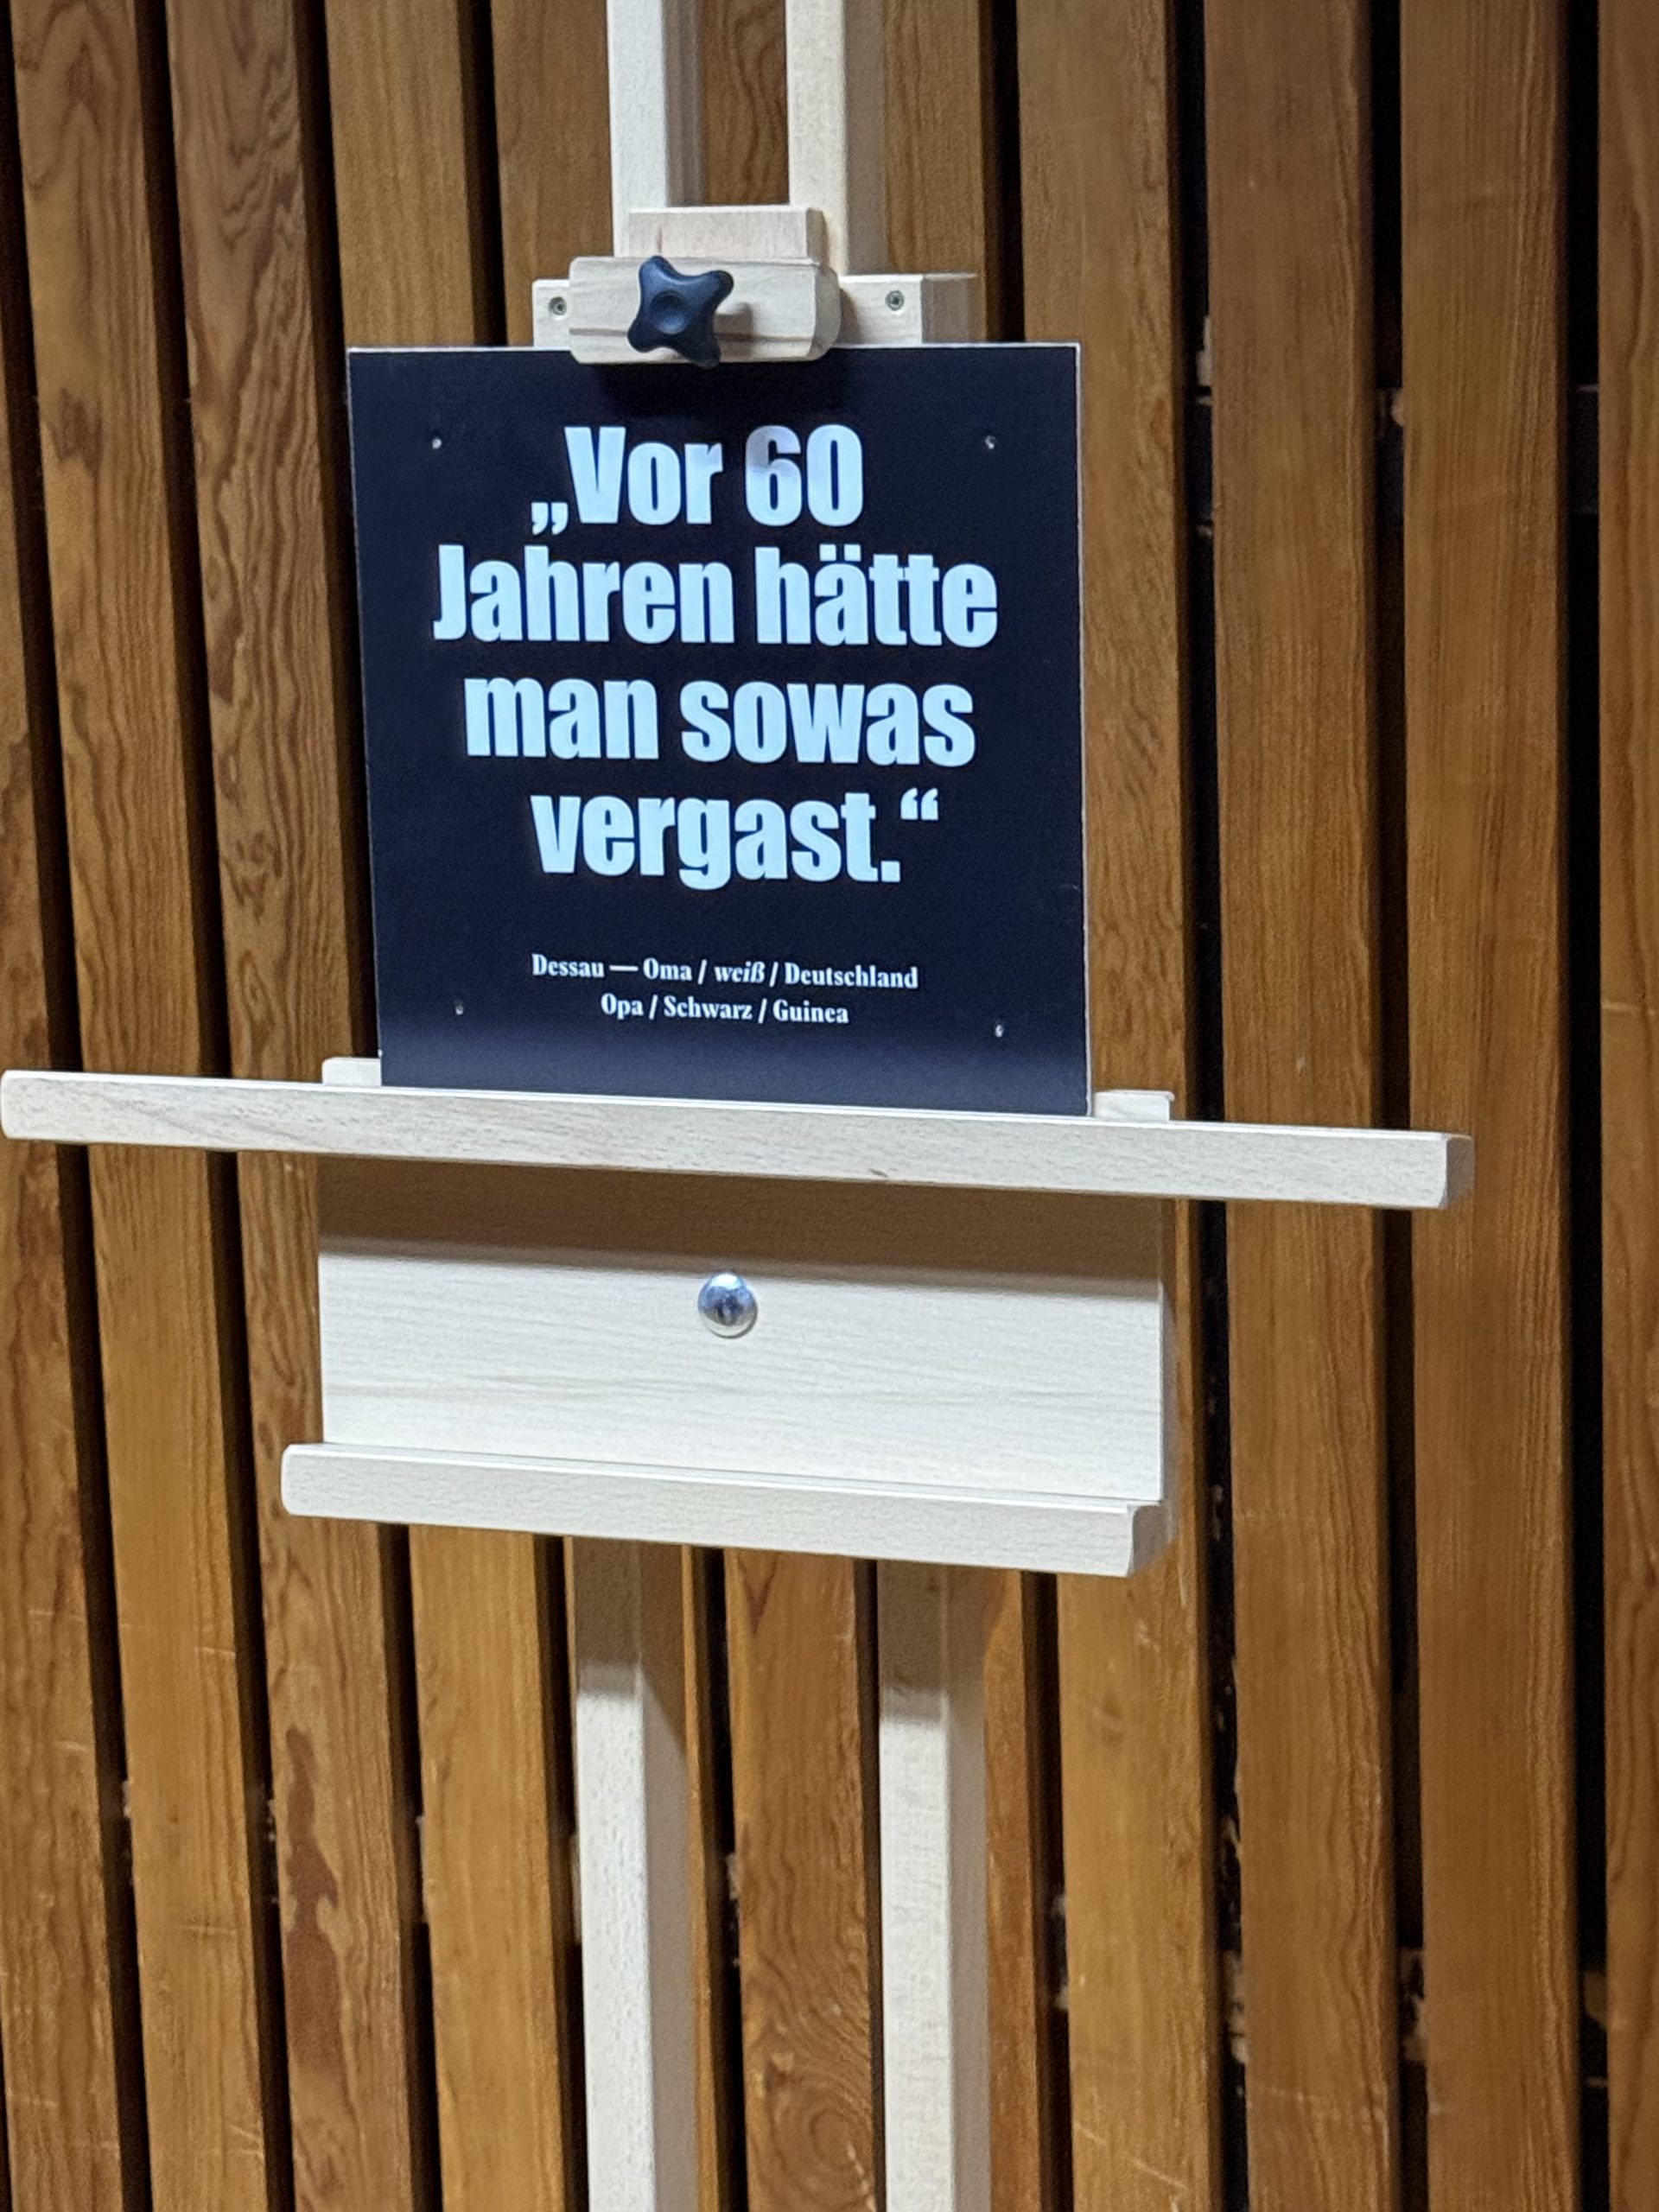 „Vor 60
Jahren hätte
man sowas
vergast.“
Dessau — Oma / weiß / Deutschland
Opa / Schwarz / Guinea